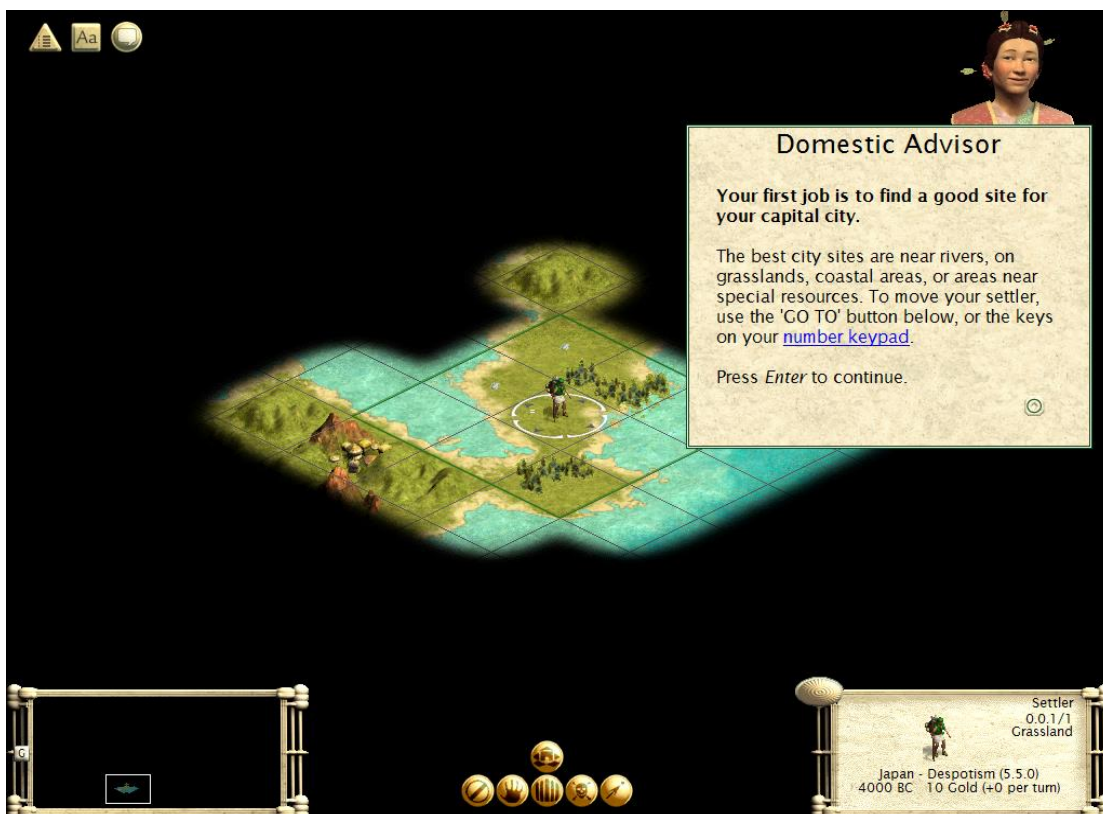 Aa
Domestic Advisor
Your first job is to find a good site for
your capital city.
The best city sites are near rivers, on
grasslands, coastal areas, or areas near
special resources. To move your settler,
use the 'GO TO' button below, or the keys
on your number keypad.
Press Enter to continue.
Settler
0.0.1/1
Grassland
G
Japan - Despotism (5.5.0)
4000 BC 10 Gold (+0 per turn)